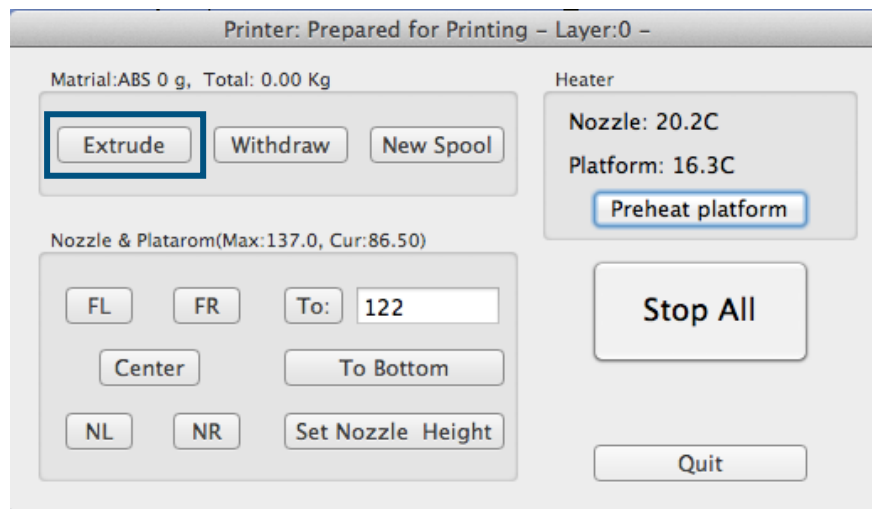 Printer: Prepared for Printing – Layer:0 –
Matrial:ABS 0 g, Total: 0.00 Kg
Extrude Withdraw New Spool
Heater
Nozzle: 20.2C
Platform: 16.3C
Preheat platform
Nozzle & Platarom(Max:137.0, Cur:86.50)
FL FR To: 122
Center To Bottom
NL NR Set Nozzle Height
Stop All
Quit